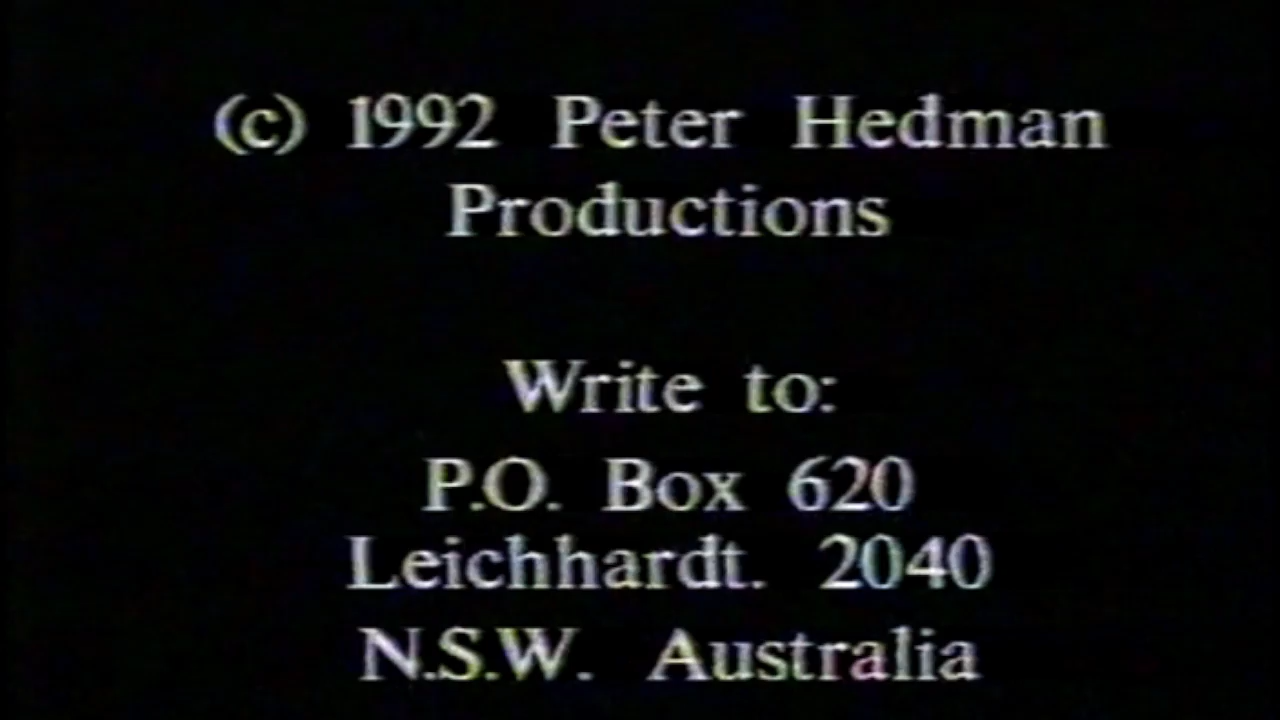 (c) 1992 Peter Hedman
Productions
Write to:
P.O. Box 620
Leichhardt. 2040
N.S.W. Australia